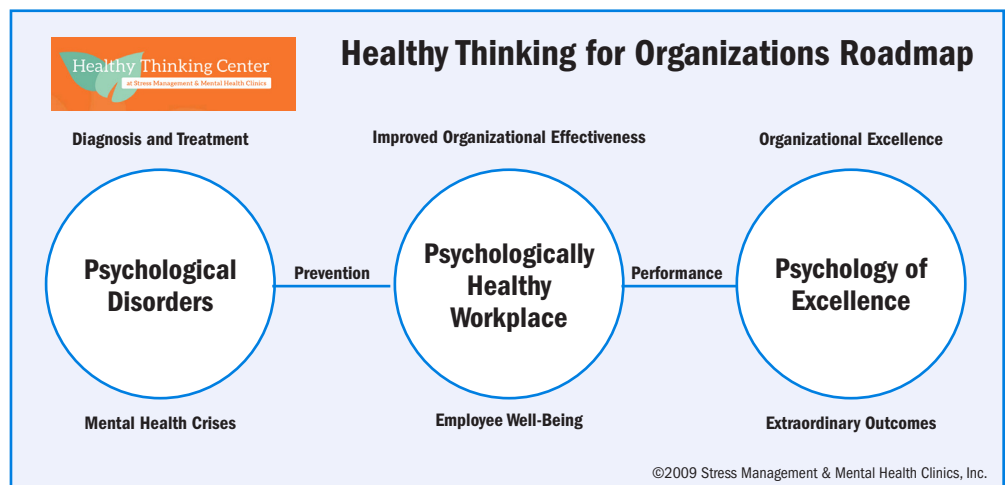 Healthy Thinking Center
at Stress Management & Mental Health Clinics
Healthy Thinking for Organizations Roadmap
Diagnosis and Treatment
Improved Organizational Effectiveness
Organizational Excellence
Psychological
Disorders
Prevention
Psychologically
Healthy
Workplace
Performance
Psychology of
Excellence
Mental Health Crises
Employee Well-Being
Extraordinary Outcomes
©2009 Stress Management & Mental Health Clinics, Inc.